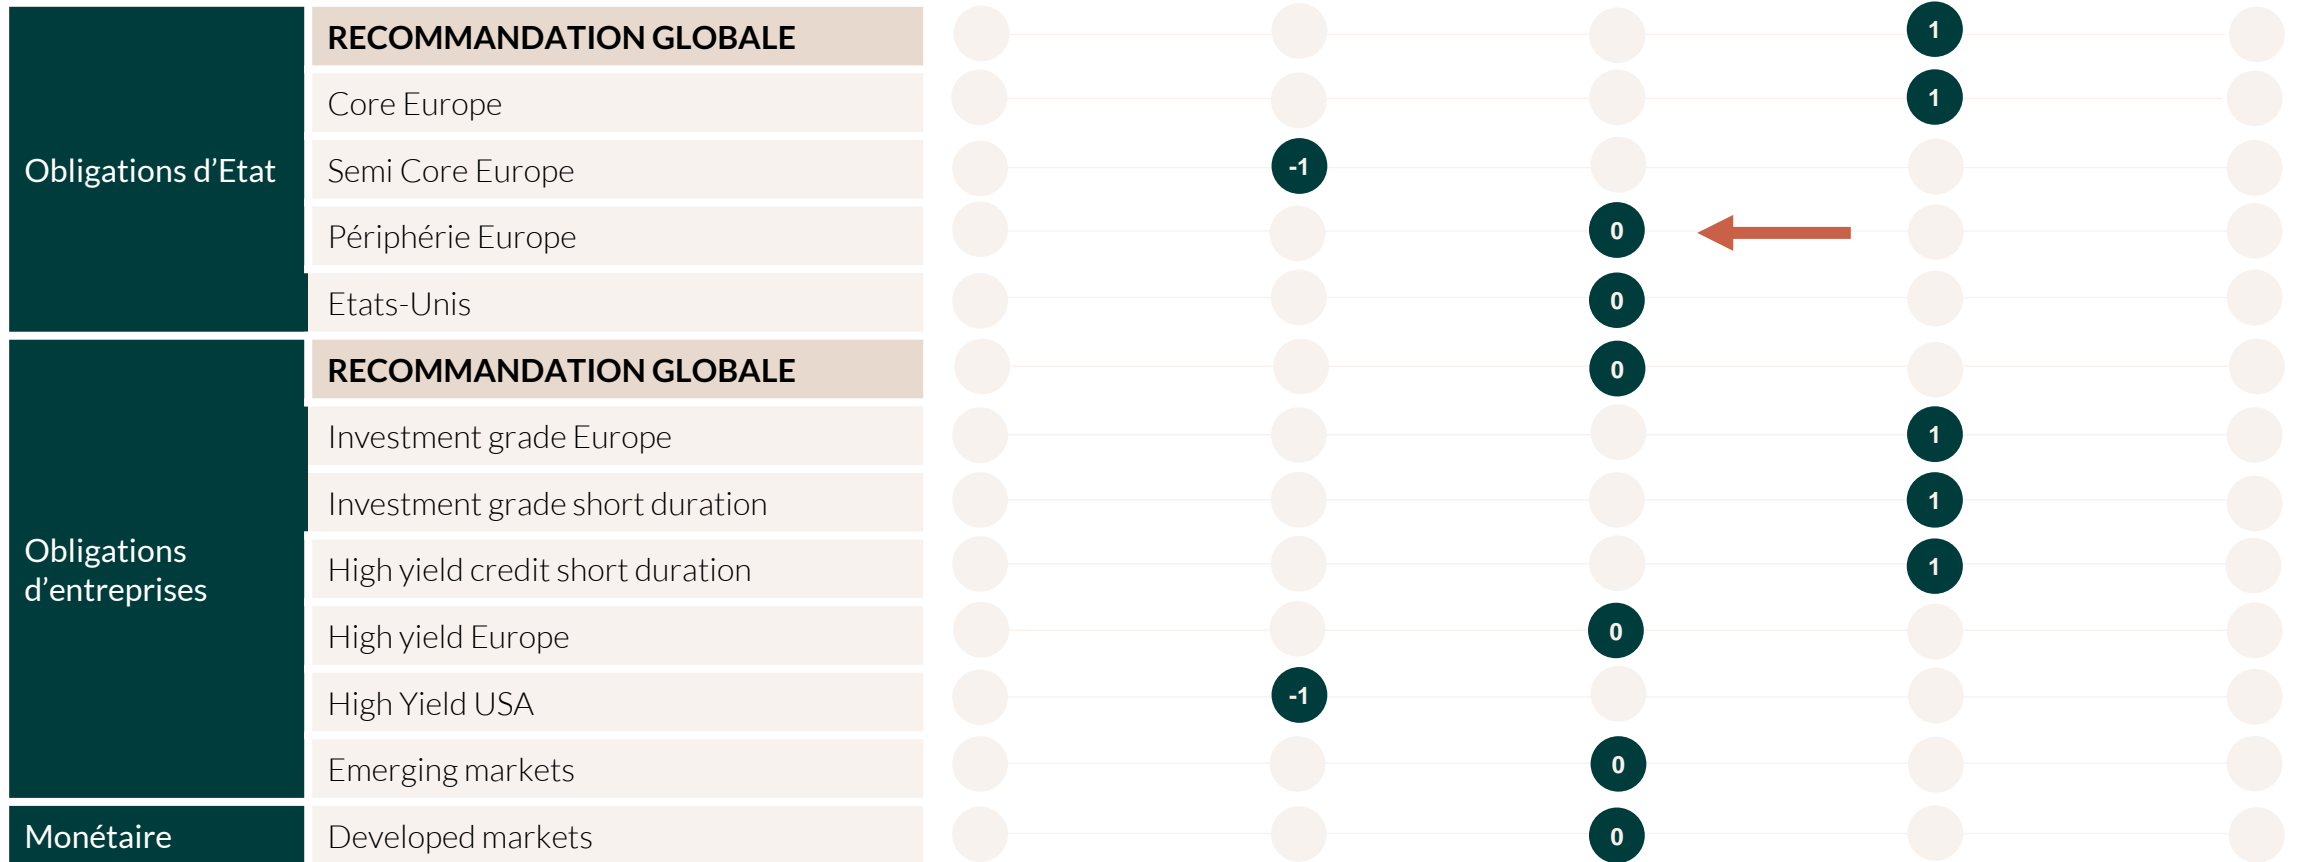 RECOMMANDATION GLOBALE
1
Core Europe
1
Obligations d’Etat
Semi Core Europe
-1
Périphérie Europe
0
Etats-Unis
0
RECOMMANDATION GLOBALE
0
Investment grade Europe
1
Investment grade short duration
1
Obligations
d’entreprises
High yield credit short duration
1
High yield Europe
0
High Yield USA
-1
Emerging markets
0
Monétaire
Developed markets
0